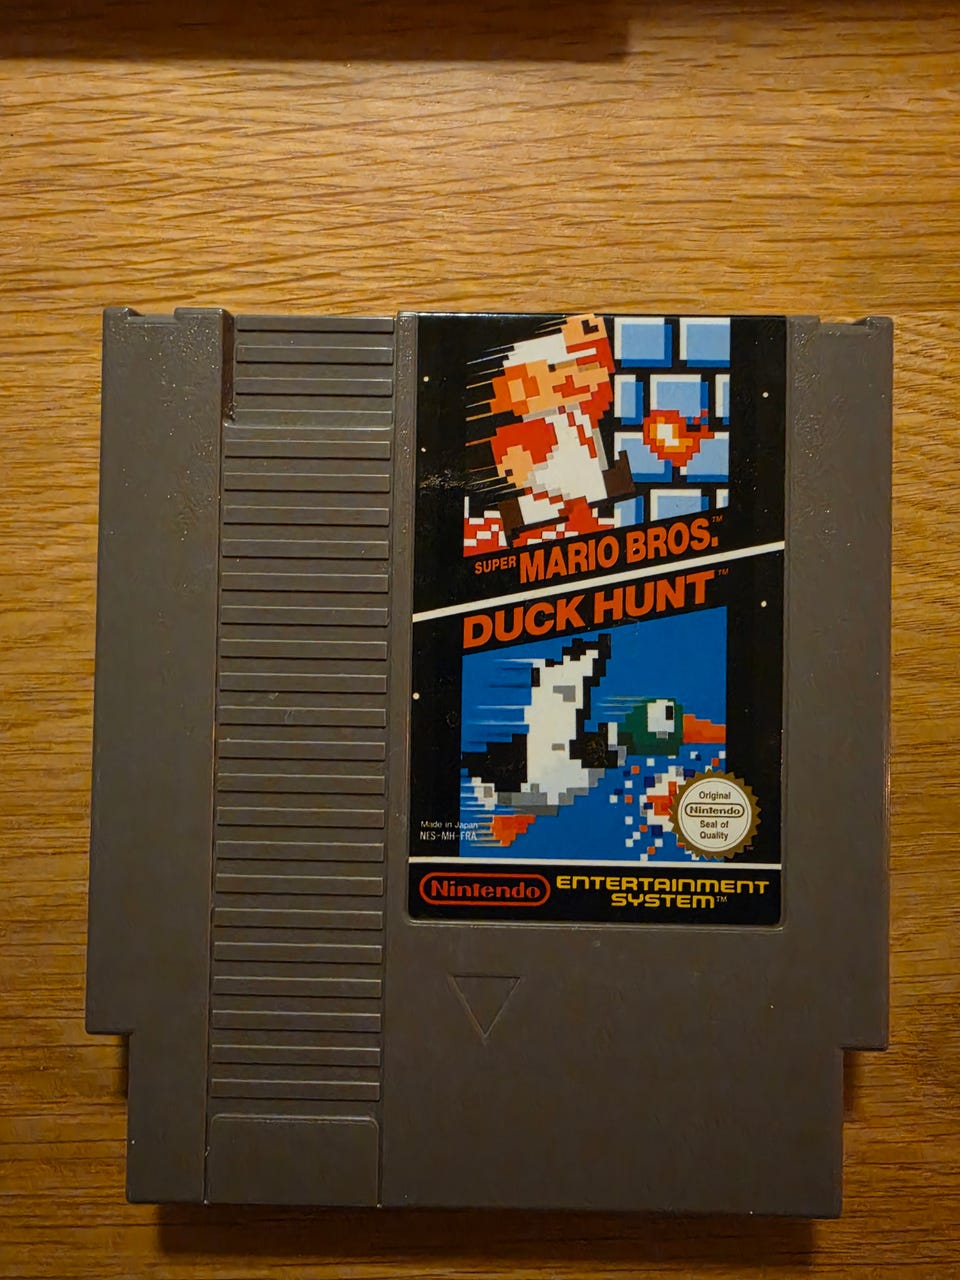 SUPER MARIO BROS.™
DUCK HUNT™
Original
Nintendo
Seal of
Quality
Made in Japan
NES-MH-FRA
Nintendo
ENTERTAINMENT
SYSTEM™